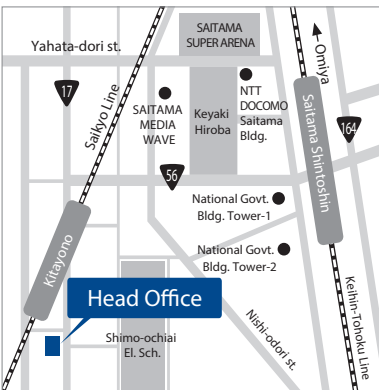 SAITAMA
SUPER ARENA
Yahata-dori st.
Omiya
17
Saikyo Line
SAITAMA
MEDIA
WAVE
Keyaki
Hiroba
NTT
DOCOMO
Saitama
Bldg.
Saitama Shintoshin
164
56
National Govt.
Bldg. Tower-1
National Govt.
Bldg. Tower-2
Kitayono
Head Office
Shimo-ochiai
El. Sch.
Nishi-odori st.
Keihin-Tohoku Line